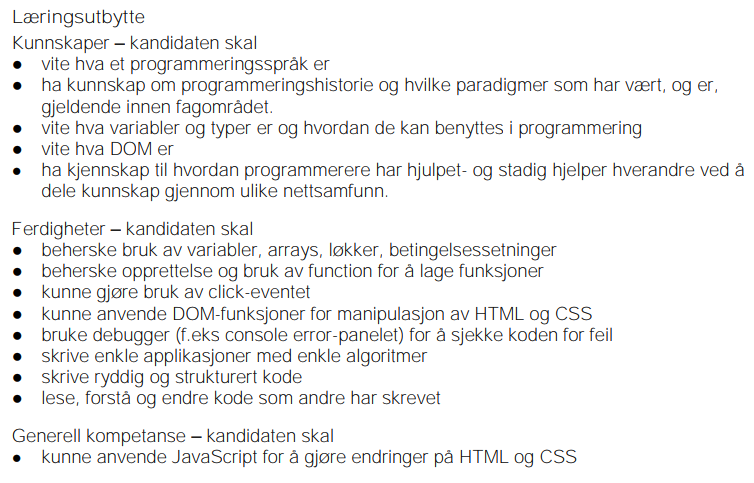 Læringsutbytte
Kunnskaper – kandidaten skal
● vite hva et programmeringsspråk er
● ha kunnskap om programmeringshistorie og hvilke paradigmer som har vært, og er,
gjeldende innen fagområdet.
● vite hva variabler og typer er og hvordan de kan benyttes i programmering
● vite hva DOM er
● ha kjennskap til hvordan programmerere har hjulpet- og stadig hjelper hverandre ved å
dele kunnskap gjennom ulike nettsamfunn.
Ferdigheter – kandidaten skal
● beherske bruk av variabler, arrays, løkker, betingelsessetninger
● beherske opprettelse og bruk av function for å lage funksjoner
● kunne gjøre bruk av click-eventet
● kunne anvende DOM-funksjoner for manipulasjon av HTML og CSS
● bruke debugger (f.eks console error-panelet) for å sjekke koden for feil
● skrive enkle applikasjoner med enkle algoritmer
● skrive ryddig og strukturert kode
● lese, forstå og endre kode som andre har skrevet
Generell kompetanse – kandidaten skal
● kunne anvende JavaScript for å gjøre endringer på HTML og CSS